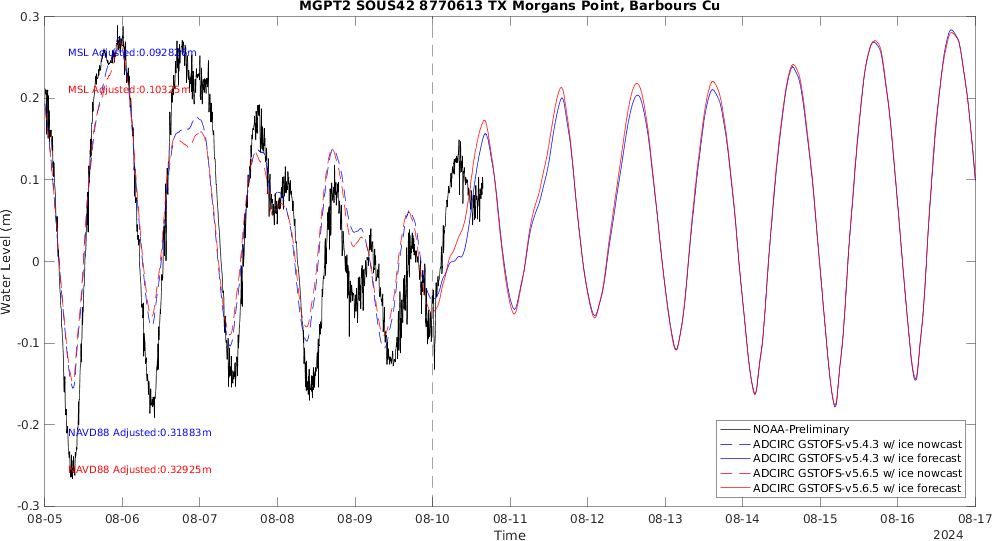 MGPT2 SOUS42 8770613 TX Morgans Point, Barbours Cu
0.3
0.2
0.1
0
-0.1
-0.2
-0.3
Water Level (m)
MSL Adjusted:0.09282
MSL Adjusted:0.10325m
NAVD88 Adjusted:0.31883m
NAVD88 Adjusted:0.32925m
NOAA-Preliminary
ADCIRC GSTOFS-v5.4.3 w/ ice nowcast
ADCIRC GSTOFS-v5.4.3 w/ ice forecast
ADCIRC GSTOFS-v5.6.5 w/ ice nowcast
ADCIRC GSTOFS-v5.6.5 w/ ice forecast
08-05 08-06 08-07 08-08 08-09 08-10 08-11 08-12 08-13 08-14 08-15 08-16 08-17
Time
2024